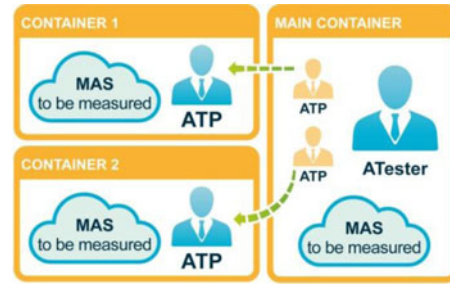 CONTAINER 1
MAS
to be measured
ATP
CONTAINER 2
MAS
to be measured
ATP
MAIN CONTAINER
ATP
ATP
ATester
MAS
to be measured